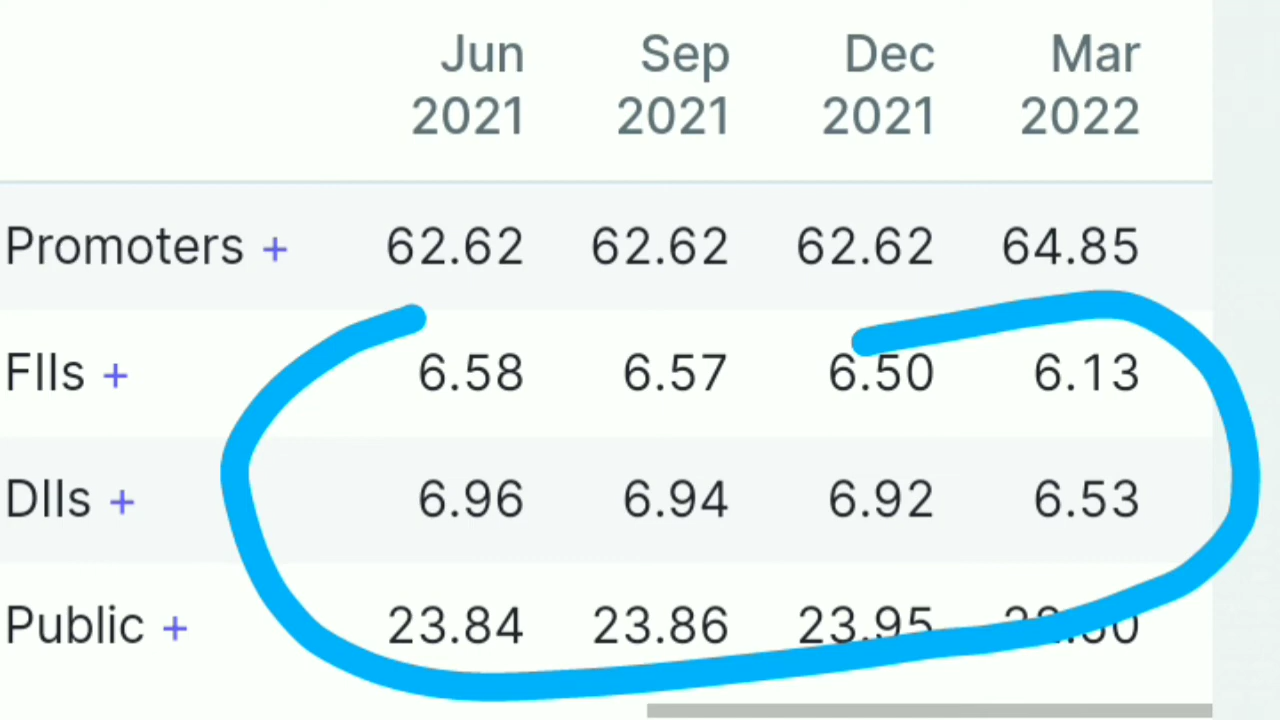 Jun Sep Dec Mar
2021 2021 2021 2022
Promoters + 62.62 62.62 62.62 64.85
FIIs + 6.58 6.57 6.50 6.13
DIIs + 6.96 6.94 6.92 6.53
Public + 23.84 23.86 23.95